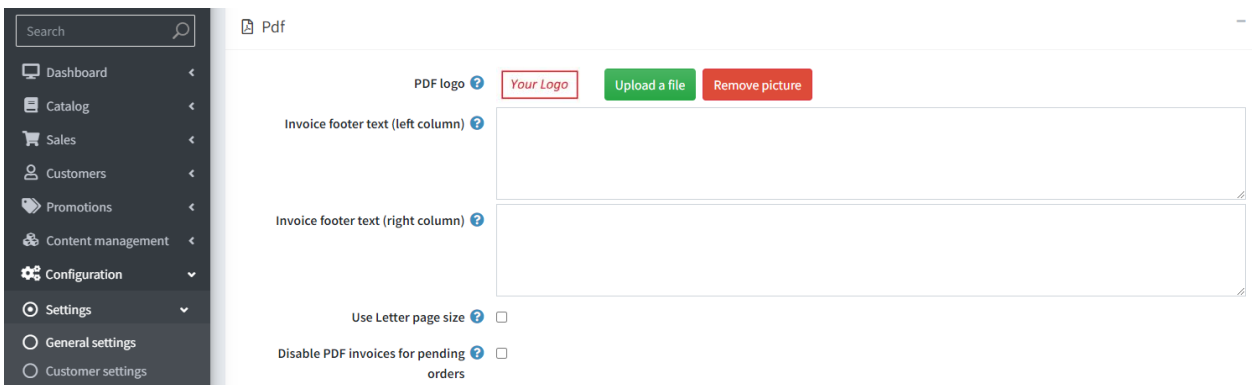 Search
Dashboard
Catalog
Sales
Customers
Promotions
Content management
Configuration
Settings
General settings
Customer settings
Pdf
PDF logo
Your Logo
Upload a file
Remove picture
Invoice footer text (left column)
Invoice footer text (right column)
Use Letter page size
Disable PDF invoices for pending
orders